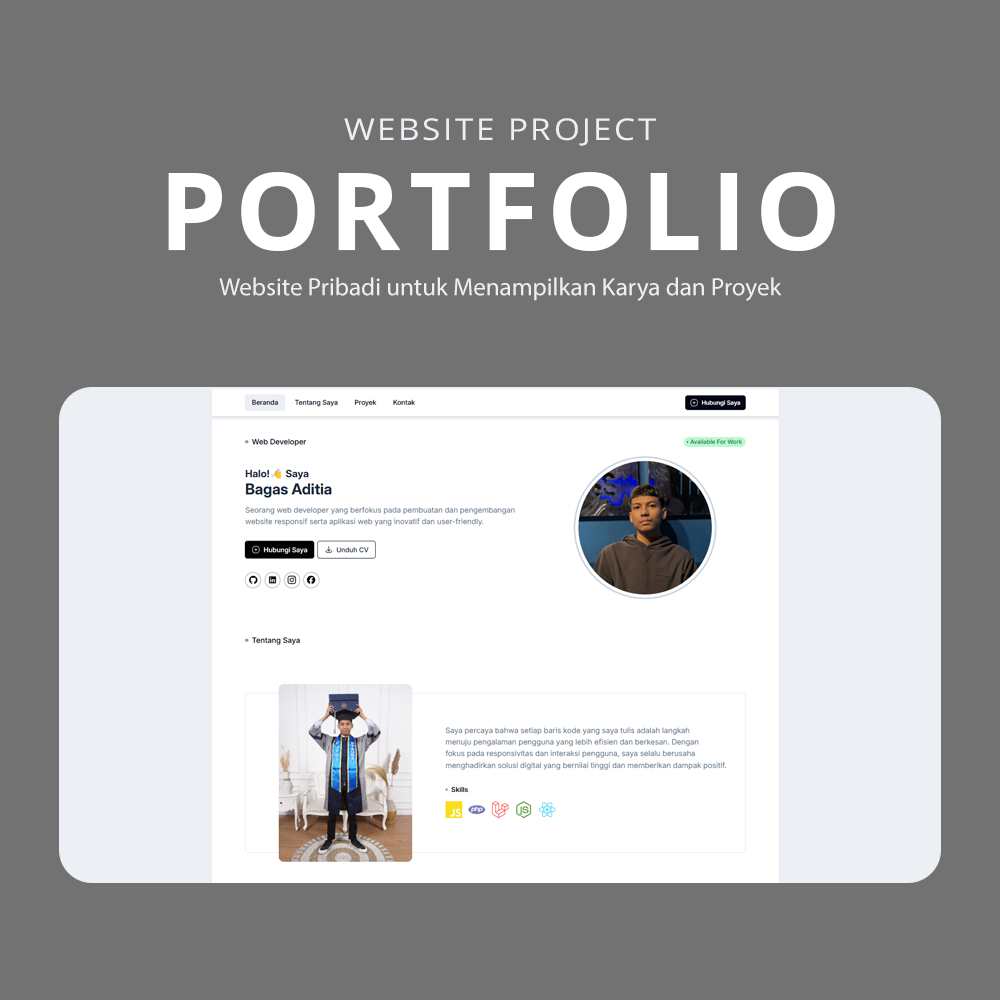 WEBSITE PROJECT
PORTFOLIO
Website Pribadi untuk Menampilkan Karya dan Proyek
Beranda Tentang Saya Proyek Kontak Hubungi Saya
Web Developer Available For Work
Halo! 👋 Saya
Bagas Aditia
Seorang web developer yang berfokus pada pembuatan dan pengembangan
website responsif serta aplikasi web yang inovatif dan user-friendly.
Hubungi Saya Unduh CV
Tentang Saya
Saya percaya bahwa setiap baris kode yang saya tulis adalah langkah
menuju pengalaman pengguna yang lebih efisien dan berkesan. Dengan
fokus pada responsivitas dan interaksi pengguna, saya selalu berusaha
menghadirkan solusi digital yang bernilai tinggi dan memberikan dampak positif.
Skills
JS php JS